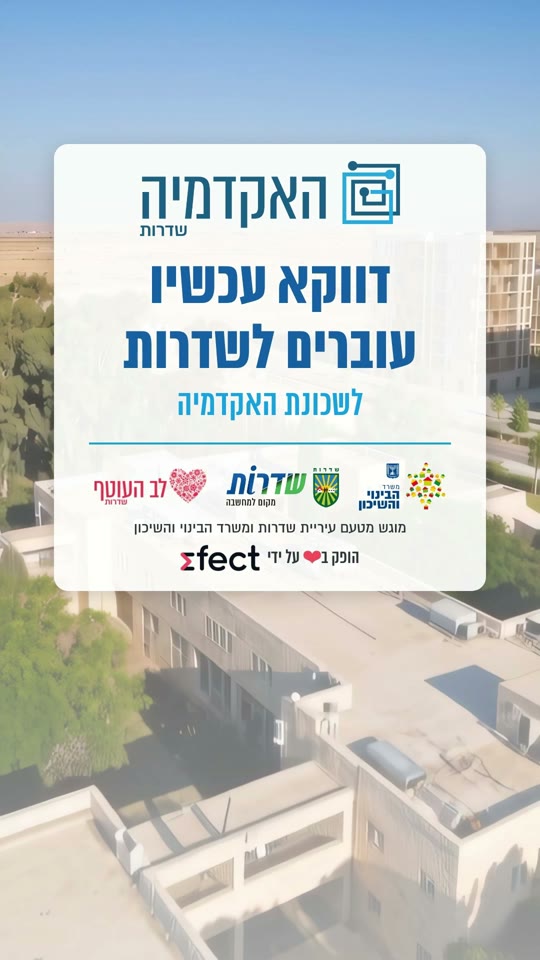 האקדמיה
שדרות
דווקא עכשיו
עוברים לשדרות
לשכונת האקדמיה
משרד
הבינוי
והשיכון
שדרות
שדרות
מקום למחשבה
לב העוטף
שדרות
מוגש מטעם עיריית שדרות ומשרד הבינוי והשיכון
הופק ב❤ על ידי Σfect